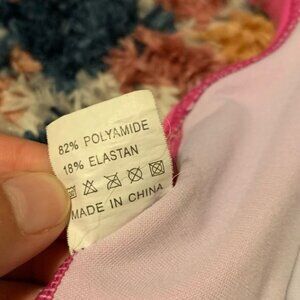 82% POLYAMIDE
18% ELASTAN
MADE IN CHINA